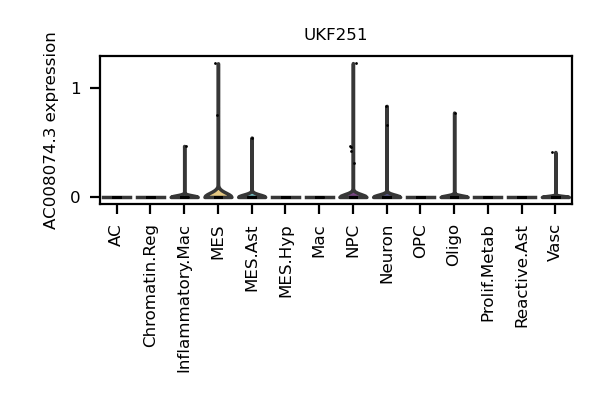 UKF251
AC008074.3 expression
1
0
AC
Chromatin.Reg
Inflammatory.Mac
MES
MES.Ast
MES.Hyp
Mac
NPC
Neuron
OPC
Oligo
Prolif.Metab
Reactive.Ast
Vasc